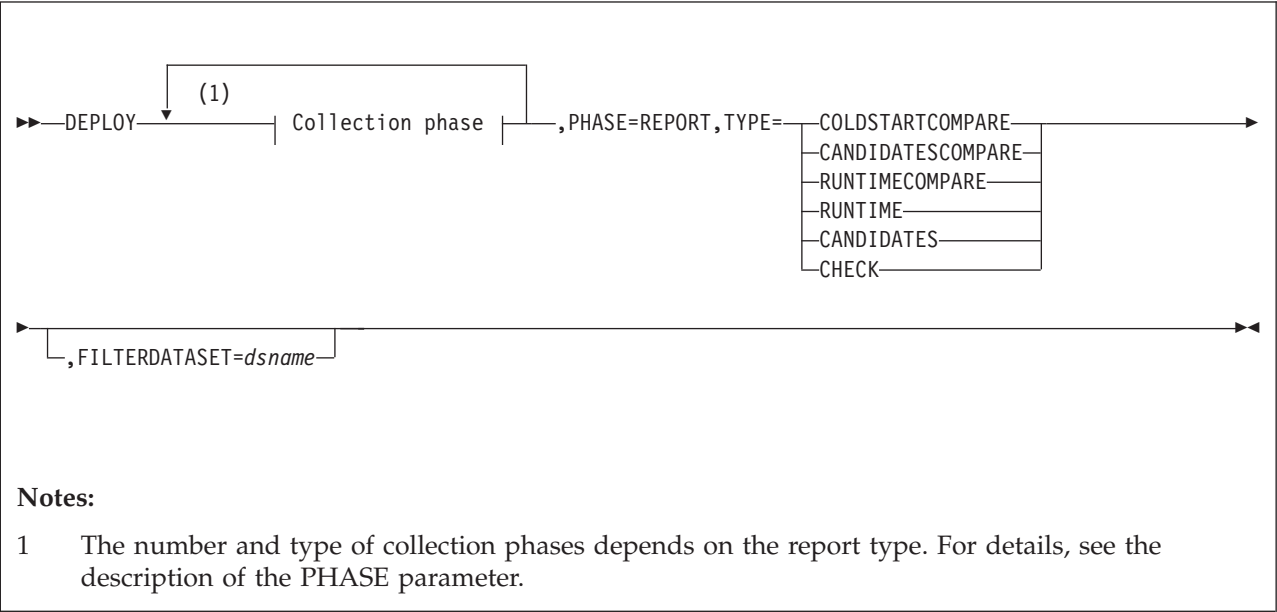 (1)
DEPLOY Collection phase ,PHASE=REPORT,TYPE= COLDSTARTCOMPARE
CANDIDATESCOMPARE
RUNTIMECOMPARE
RUNTIME
CANDIDATES
CHECK
,FILTERDATASET=dsname
Notes:
1 The number and type of collection phases depends on the report type. For details, see the
description of the PHASE parameter.